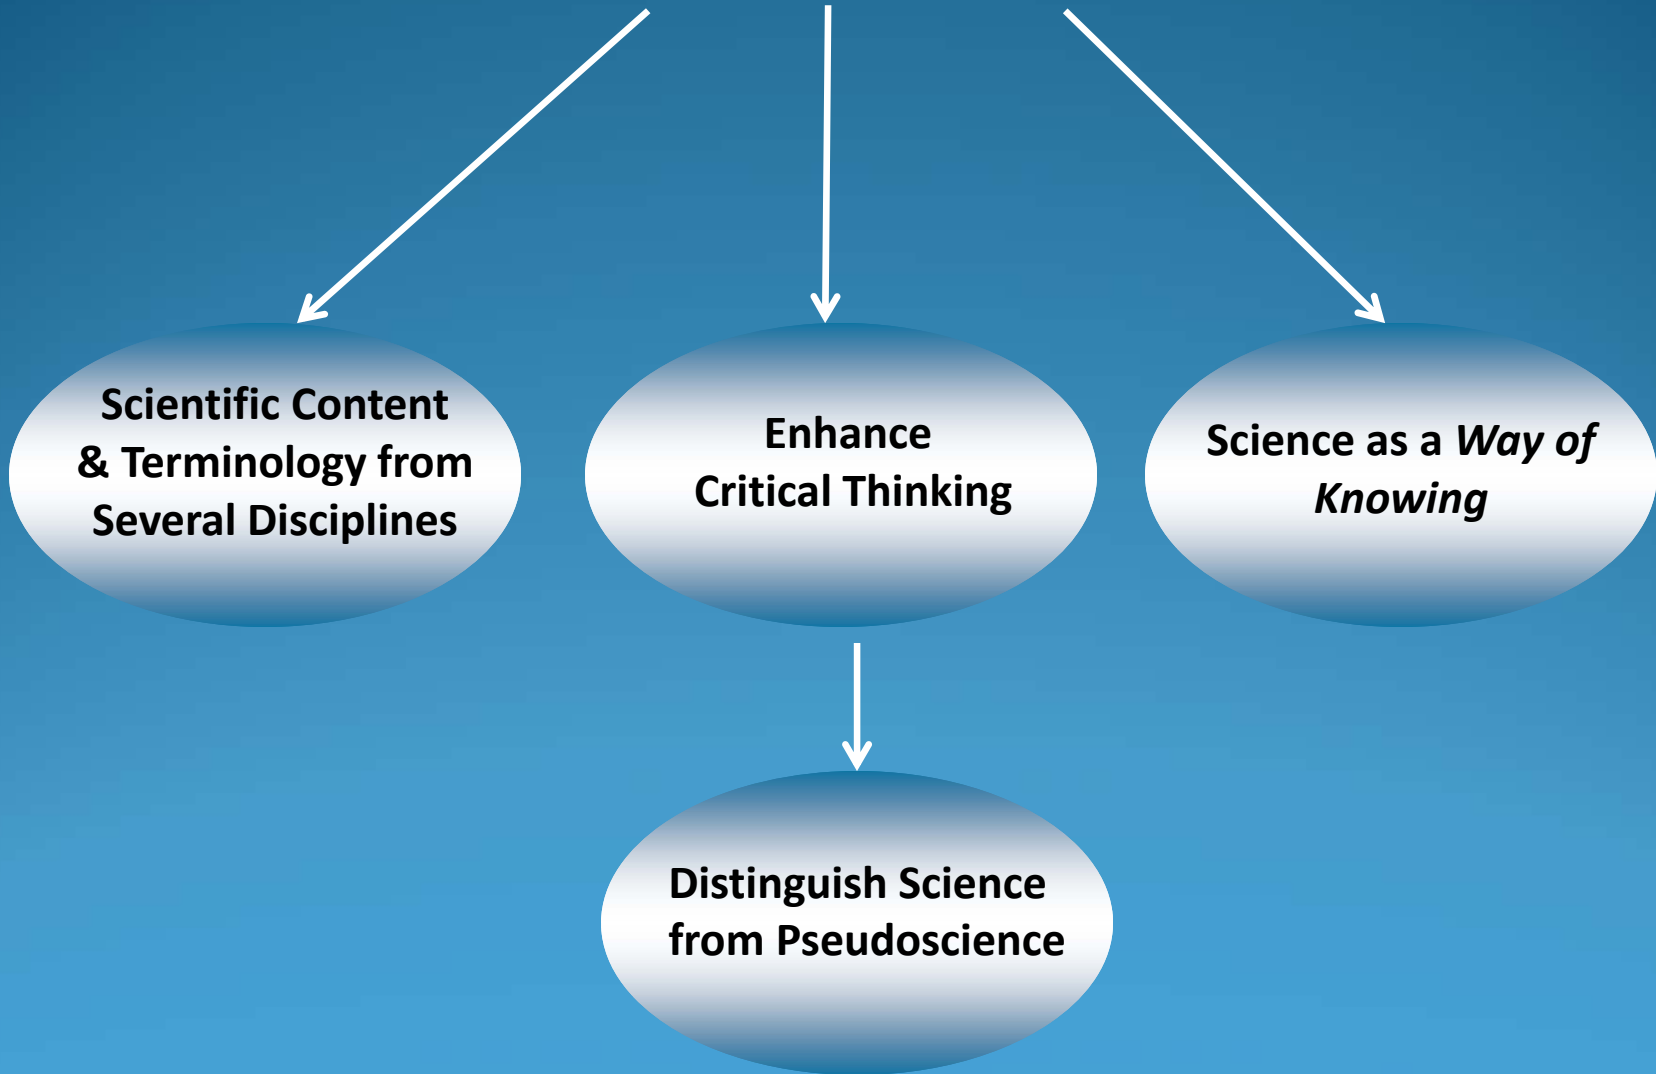 Scientific Content
& Terminology from
Several Disciplines
Enhance
Critical Thinking
Science as a Way of
Knowing
Distinguish Science
from Pseudoscience